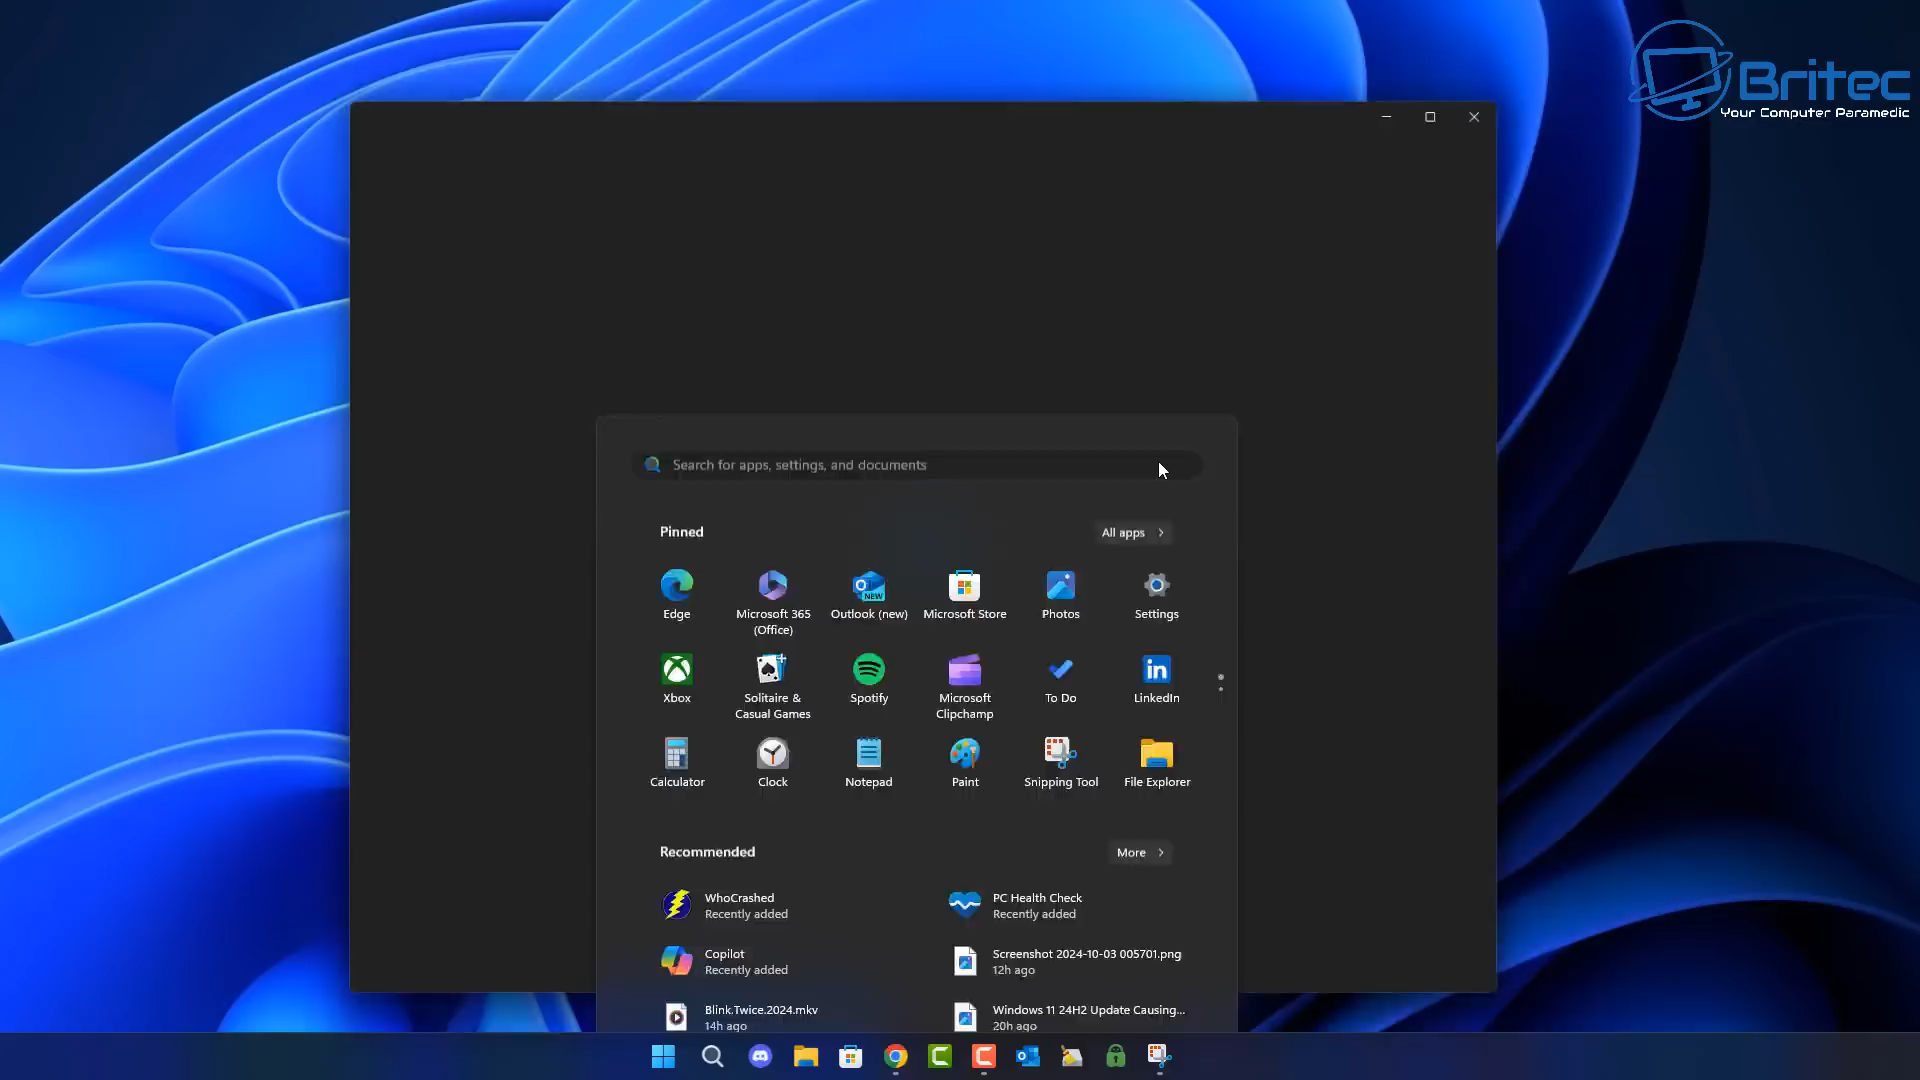 Britec
Your Computer Paramedic
Search for apps, settings, and documents
Pinned
All apps
Edge
Microsoft 365
(Office)
Outlook (new)
Microsoft Store
Photos
Settings
Xbox
Solitaire &
Casual Games
Spotify
Microsoft
Clipchamp
To Do
LinkedIn
Calculator
Clock
Notepad
Paint
Snipping Tool
File Explorer
Recommended
More
WhoCrashed
Recently added
PC Health Check
Recently added
Copilot
Recently added
Screenshot 2024-10-03 005701.png
12h ago
Blink.Twice.2024.mkv
14h ago
Windows 11 24H2 Update Causing...
20h ago